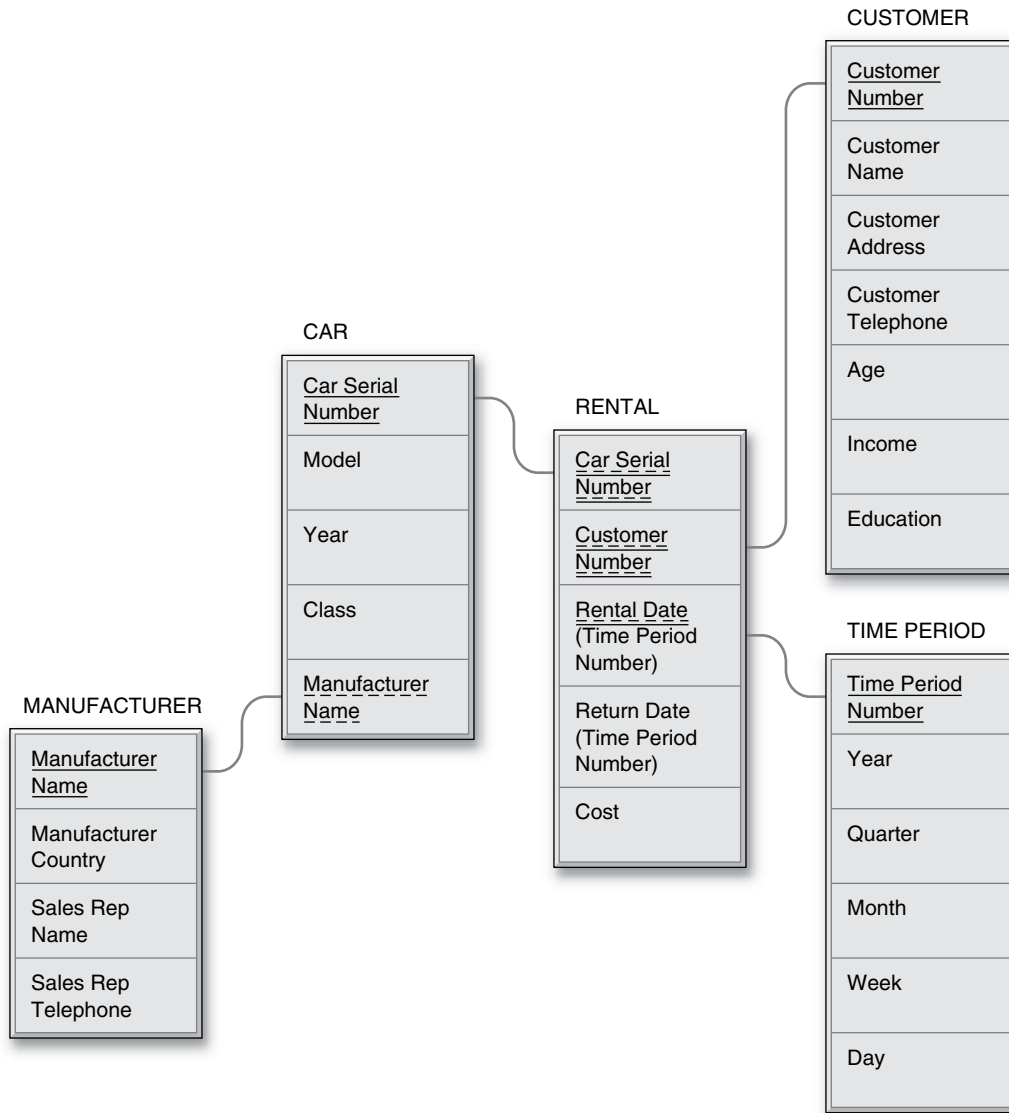 CUSTOMER
Customer
Number
Customer
Name
Customer
Address
Customer
Telephone
Age
Income
Education
CAR
Car Serial
Number
Model
Year
Class
Manufacturer
Name
RENTAL
Car Serial
Number
Customer
Number
Rental Date
(Time Period
Number)
Return Date
(Time Period
Number)
Cost
MANUFACTURER
Manufacturer
Name
Manufacturer
Country
Sales Rep
Name
Sales Rep
Telephone
TIME PERIOD
Time Period
Number
Year
Quarter
Month
Week
Day